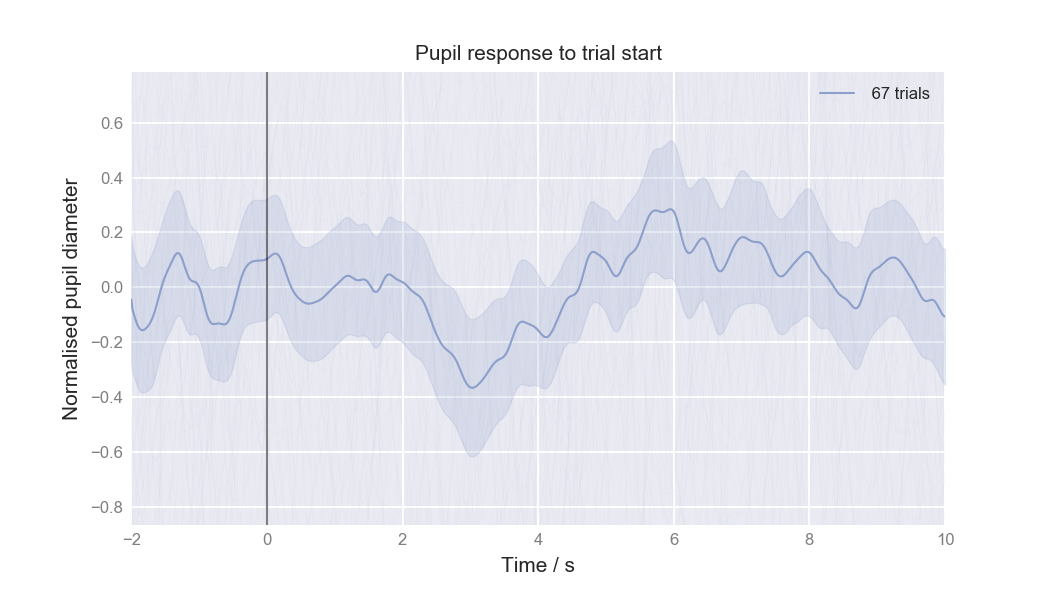 Pupil response to trial start
67 trials
Normalised pupil diameter
0.6
0.4
0.2
0.0
−0.2
−0.4
−0.6
−0.8
−2 0 2 4 6 8 10
Time / s